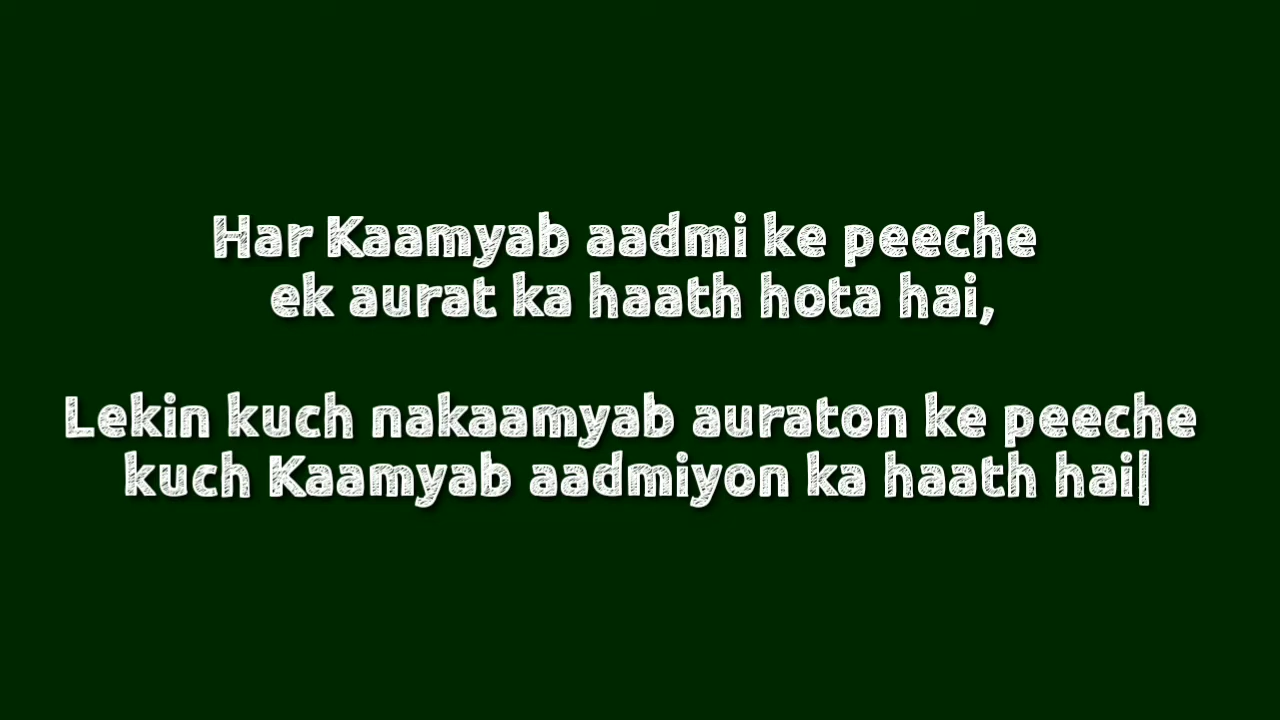 Har Kaamyab aadmi ke peeche
ek aurat ka haath hota hai,
Lekin kuch nakaamyab auraton ke peeche
kuch Kaamyab aadmiyon ka haath hai|